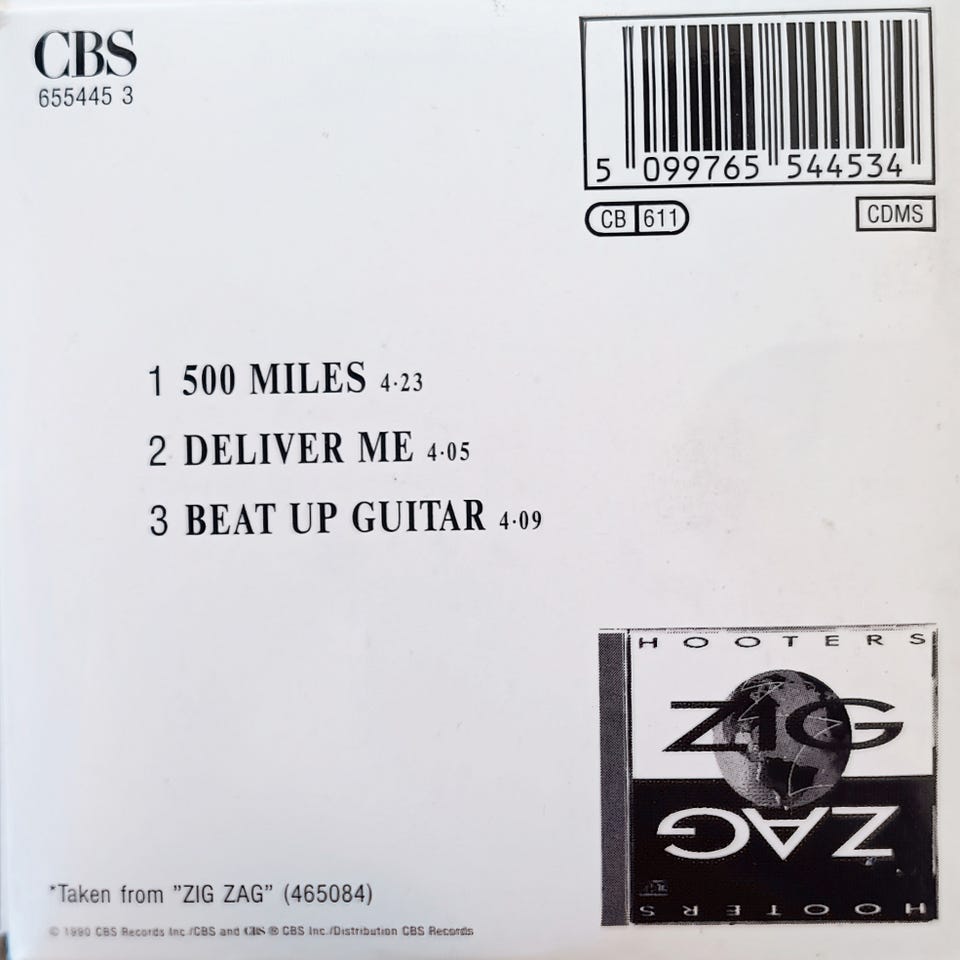 CBS
655445 3
5 099765 544534
CB 611
CDMS
1 500 MILES 4·23
2 DELIVER ME 4·05
3 BEAT UP GUITAR 4·09
HOOTERS
ZIG
ZAG
HOOTERS
*Taken from "ZIG ZAG" (465084)
© 1990 CBS Records Inc./CBS and CBS ® CBS Inc./Distribution CBS Records